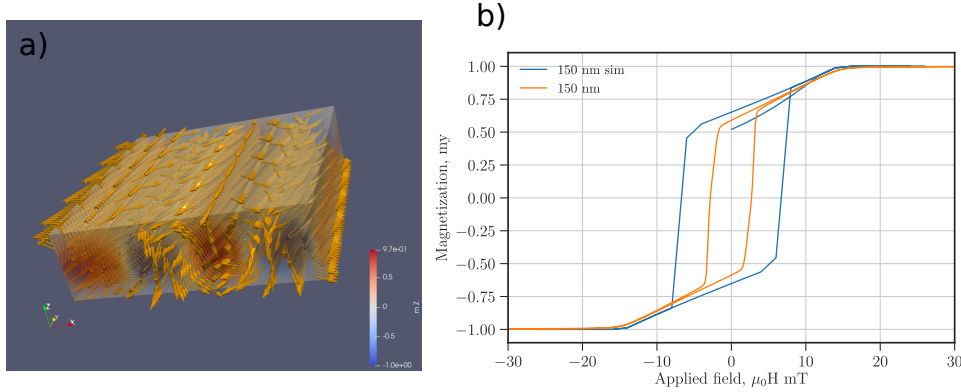 a)
9.7e-01
0.5
0
-0.5
-1.0e+00
m Z
Z
Y
X
b)
150 nm sim
150 nm
1.00
0.75
0.50
0.25
0.00
−0.25
−0.50
−0.75
−1.00
Magnetization, my
−30
−20
−10
0
10
20
30
Applied field, μ₀H mT